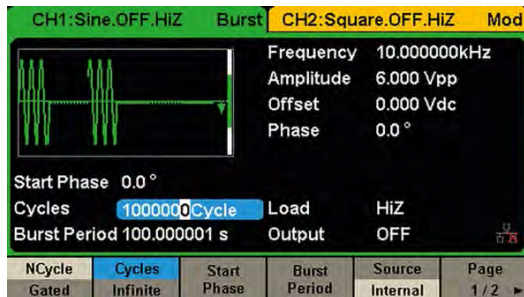 CH1:Sine.OFF.HiZ Burst CH2:Squ are.OFF.HiZ Mod
Frequency 10.000000kHz
Amplitude 6.000 Vpp
Offset 0.000 Vdc
Phase 0.0 °
Start Phase 0.0 °
Cycles 1000000Cycle Load HiZ
Burst Period 100.000001 s Output OFF
NCycle Cycles Start Burst Source Page
Gated Infinite Phase Period Internal 1 / 2 ►